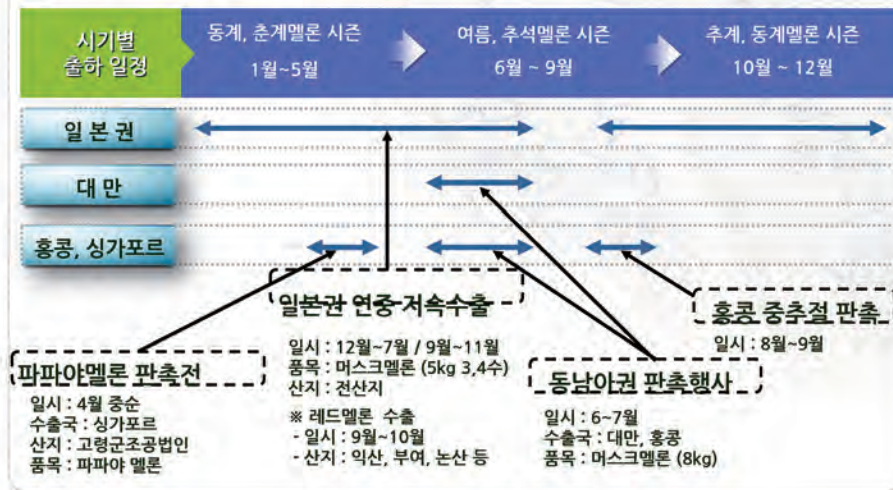 시기별
출하 일정
동계, 춘계멜론 시즌
1월~5월
여름, 추석멜론 시즌
6월 ~ 9월
추계, 동계멜론 시즌
10월 ~ 12월
일 본 권
대 만
홍콩, 싱가포르
일본권 연중 지속수출
일시 : 12월~7월 / 9월~11월
품목 : 머스크멜론 (5kg 3,4수)
산지 : 전산지
※ 레드멜론 수출
- 일시 : 9월~10월
- 산지 : 익산, 부여, 논산 등
홍콩 중추절 판촉
일시 : 8월~9월
파파야멜론 판촉전
일시 : 4월 중순
수출국 : 싱가포르
산지 : 고령군조공법인
품목 : 파파야 멜론
동남아권 판촉행사
일시 : 6~7월
수출국 : 대만, 홍콩
품목 : 머스크멜론 (8kg)